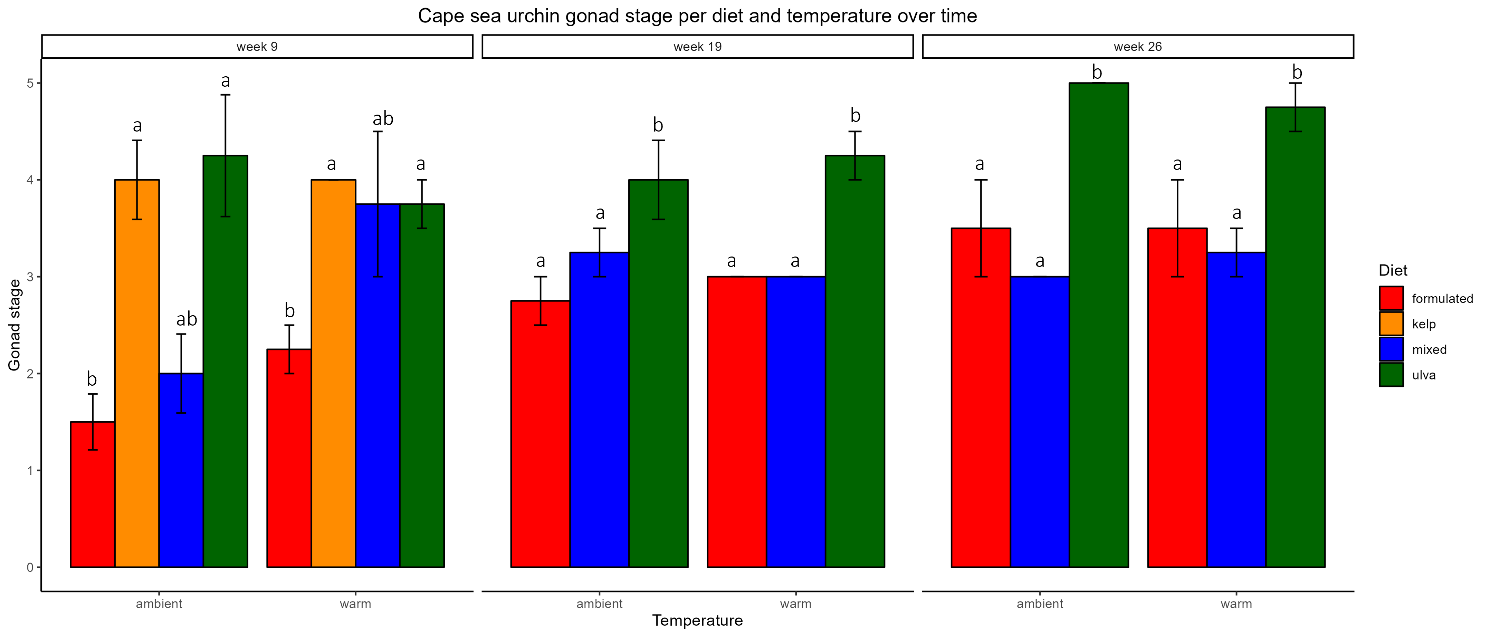 Cape sea urchin gonad stage per diet and temperature over time
week 9
week 19
week 26
Gonad stage
5
4
3
2
1
0
b
a
ab
a
b
a
ab
a
a
a
b
a
a
b
a
a
b
a
a
b
ambient
warm
ambient
warm
ambient
warm
Temperature
Diet
formulated
kelp
mixed
ulva